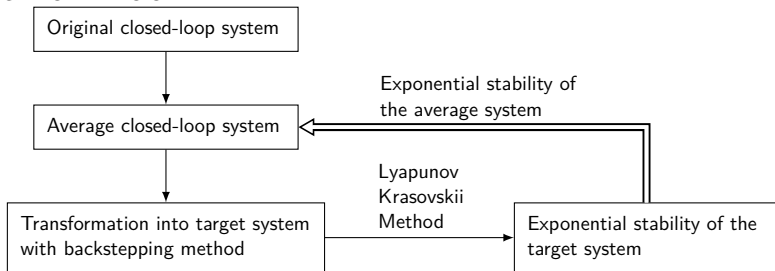 Original closed-loop system
Exponential stability of
the average system
Average closed-loop system
Lyapunov
Krasovskii
Method
Transformation into target system
with backstepping method
Exponential stability of the
target system